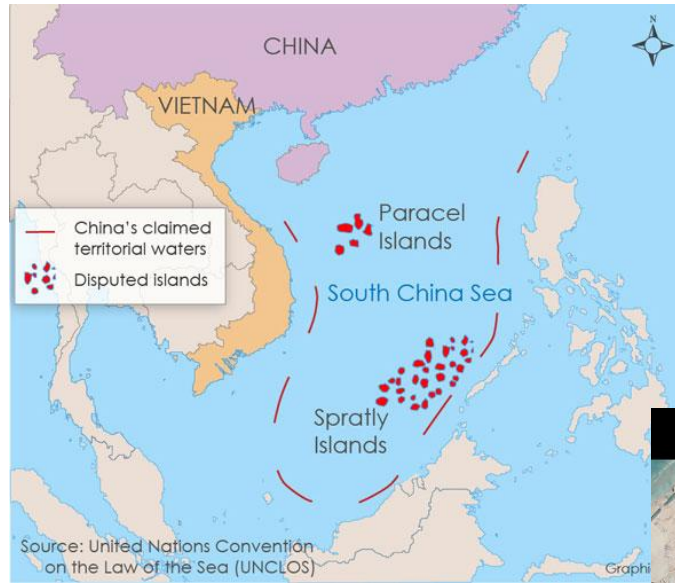 N
CHINA
VIETNAM
China's claimed
territorial waters
Disputed islands
Paracel
Islands
South China Sea
Spratly
Islands
Source: United Nations Convention
on the Law of the Sea (UNCLOS)
Graphi